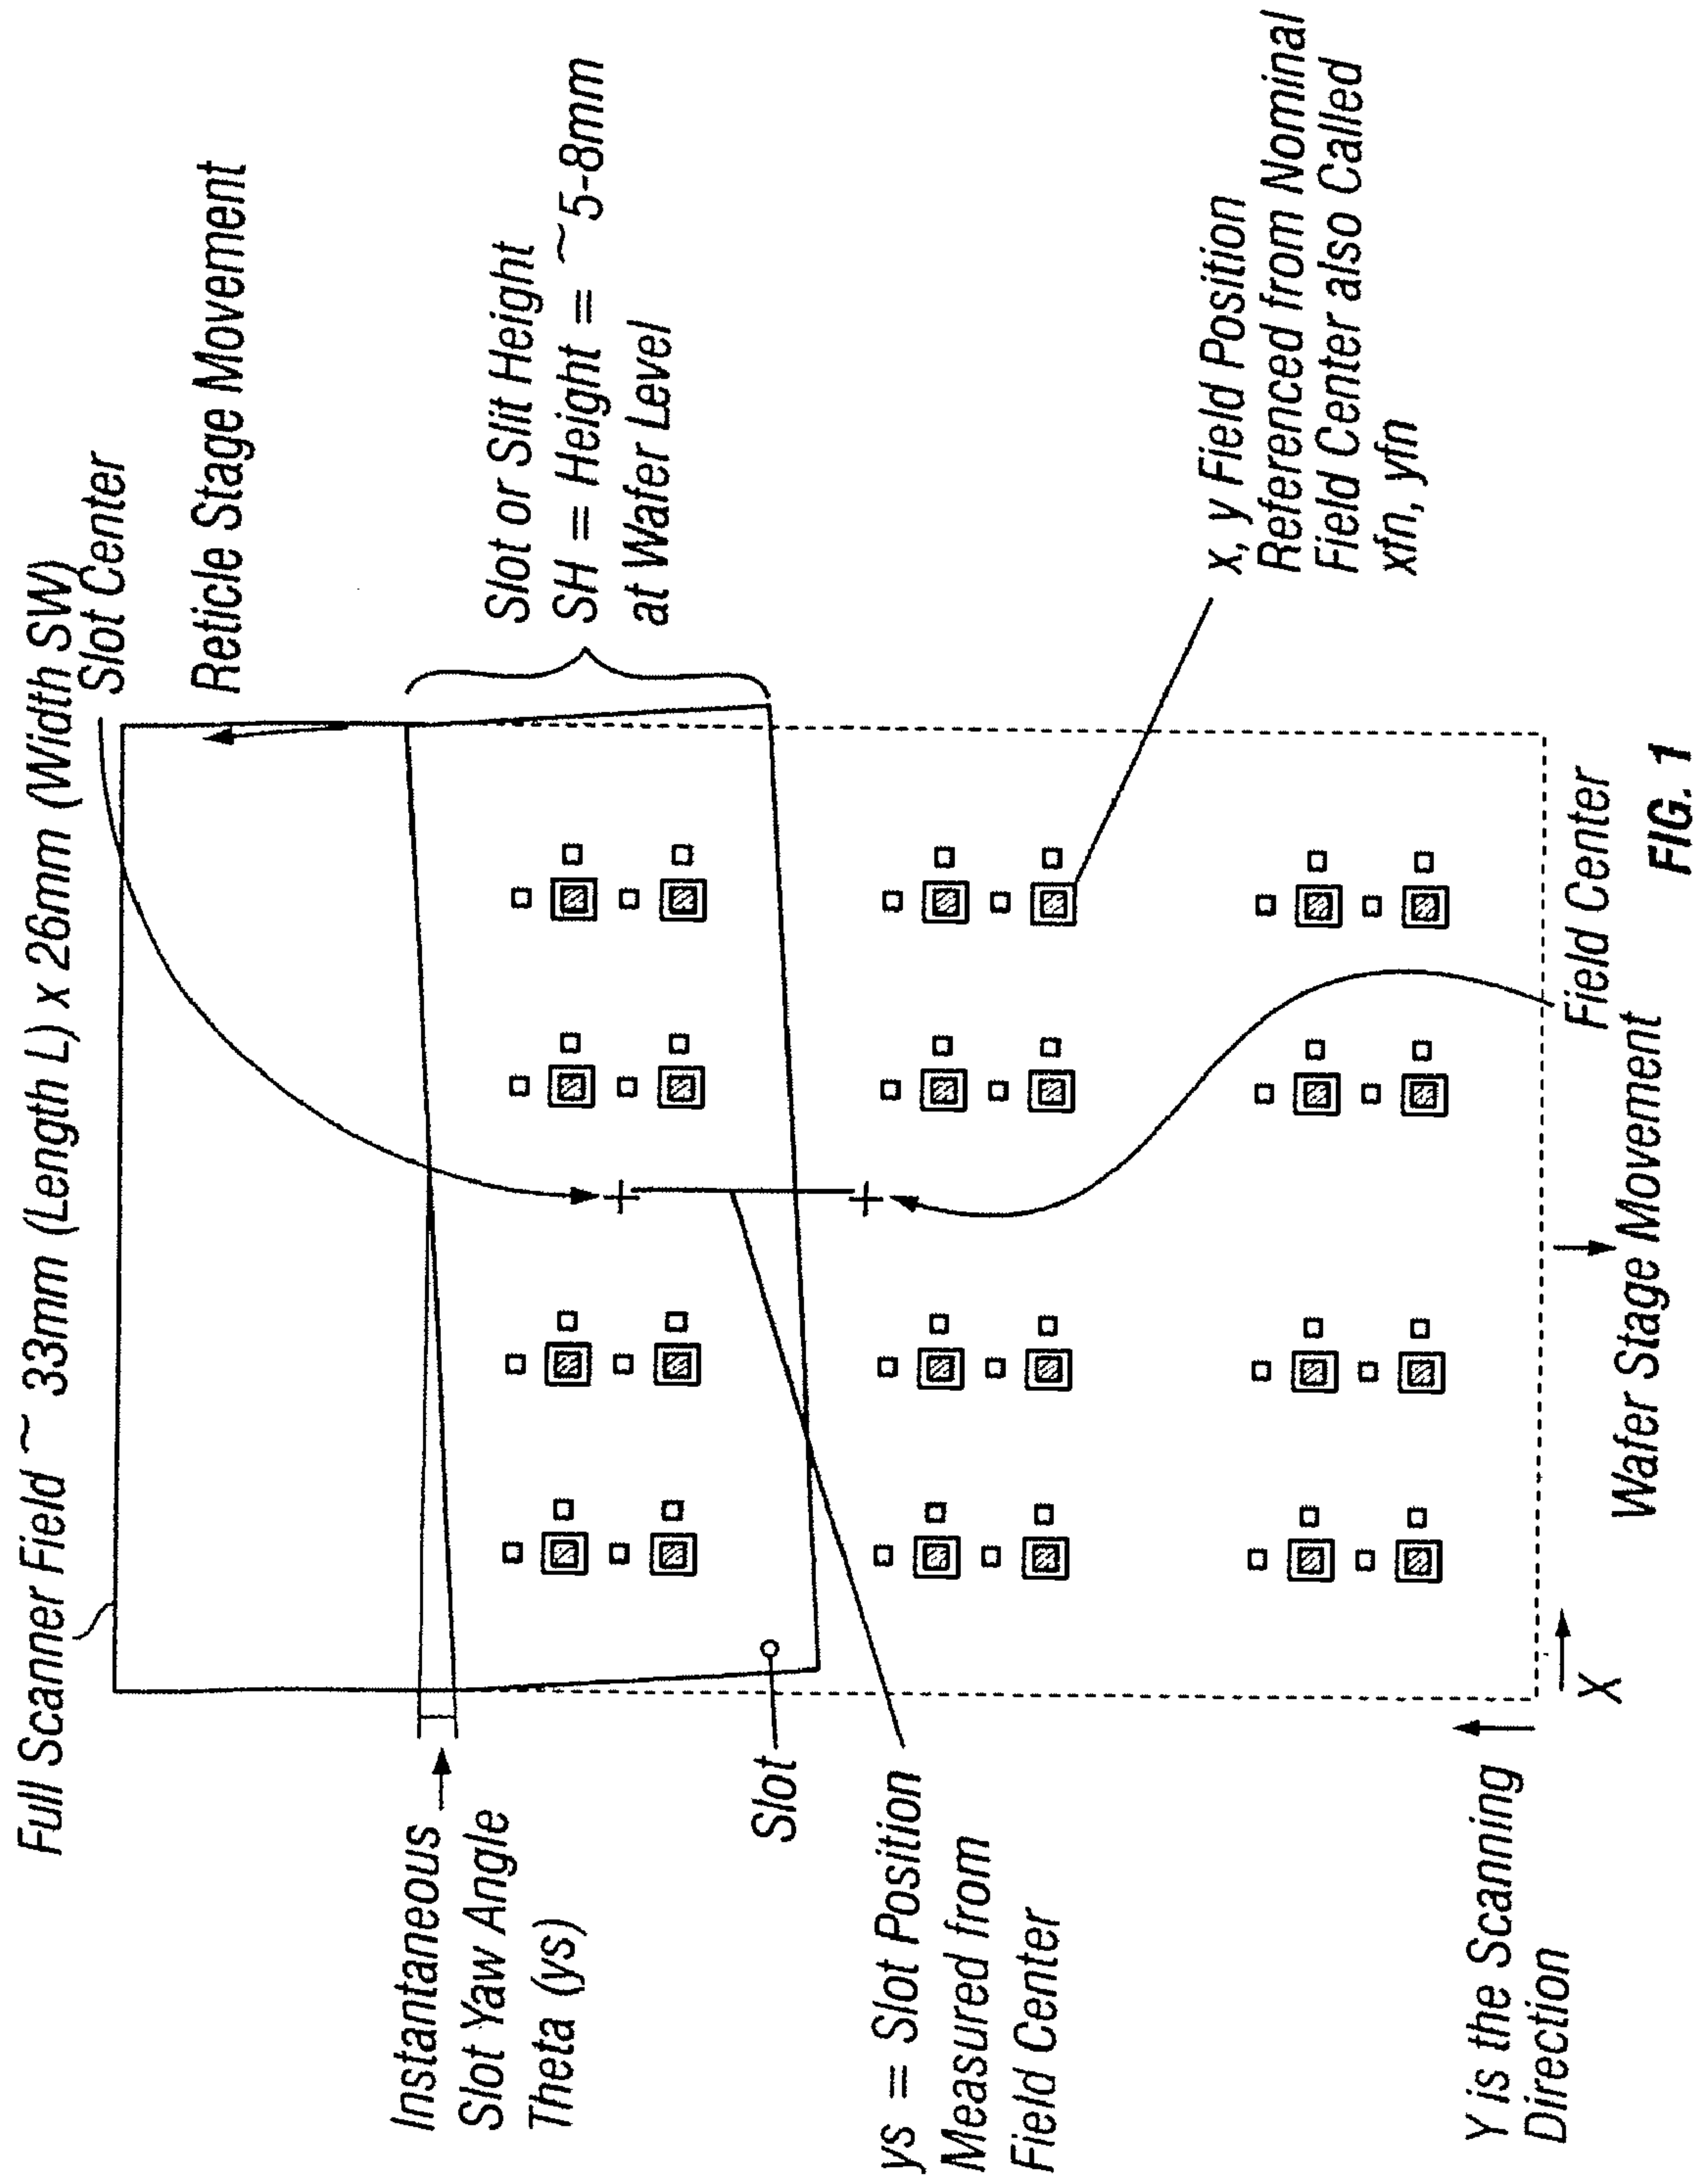 Full Scanner Field ~ 33mm (Length L) x 26mm (Width SW)
Slot Center
Reticle Stage Movement
Slot or Slit Height
SH = Height = ~5-8mm
at Wafer Level
x, y Field Position
Referenced from Nominal
Field Center also Called
xfn, yfn
Instantaneous
Slot Yaw Angle
Theta (ys)
Slot
ys = Slot Position
Measured from
Field Center
Y is the Scanning
Direction
X
Wafer Stage Movement
Field Center
FIG. 1